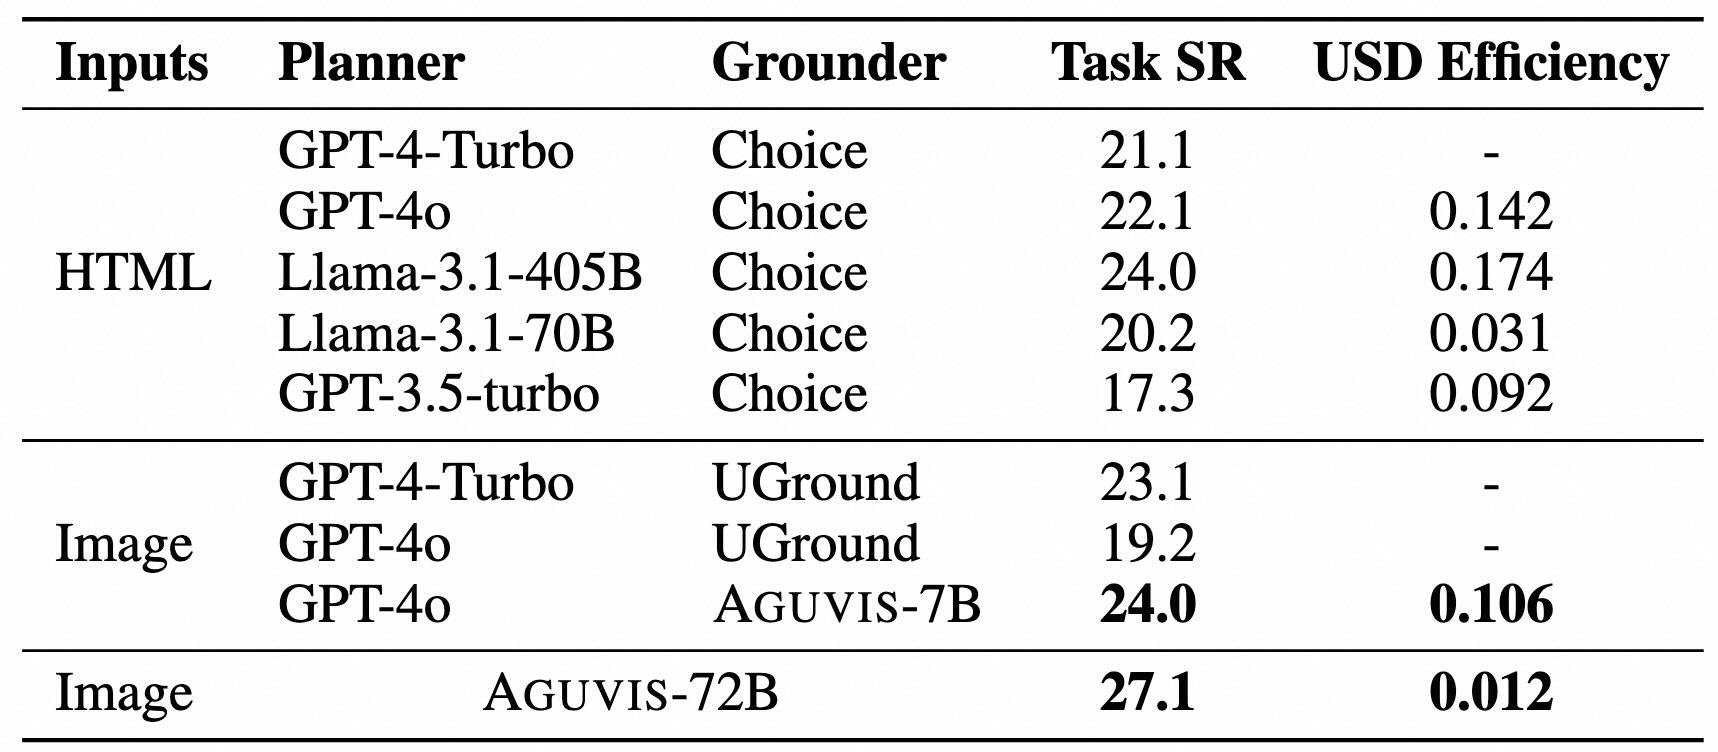 Inputs Planner Grounder Task SR USD Efficiency
GPT-4-Turbo Choice 21.1 -
GPT-4o Choice 22.1 0.142
HTML Llama-3.1-405B Choice 24.0 0.174
Llama-3.1-70B Choice 20.2 0.031
GPT-3.5-turbo Choice 17.3 0.092
GPT-4-Turbo UGround 23.1 -
Image GPT-4o UGround 19.2 -
GPT-4o AGUVIS-7B 24.0 0.106
Image AGUVIS-72B 27.1 0.012